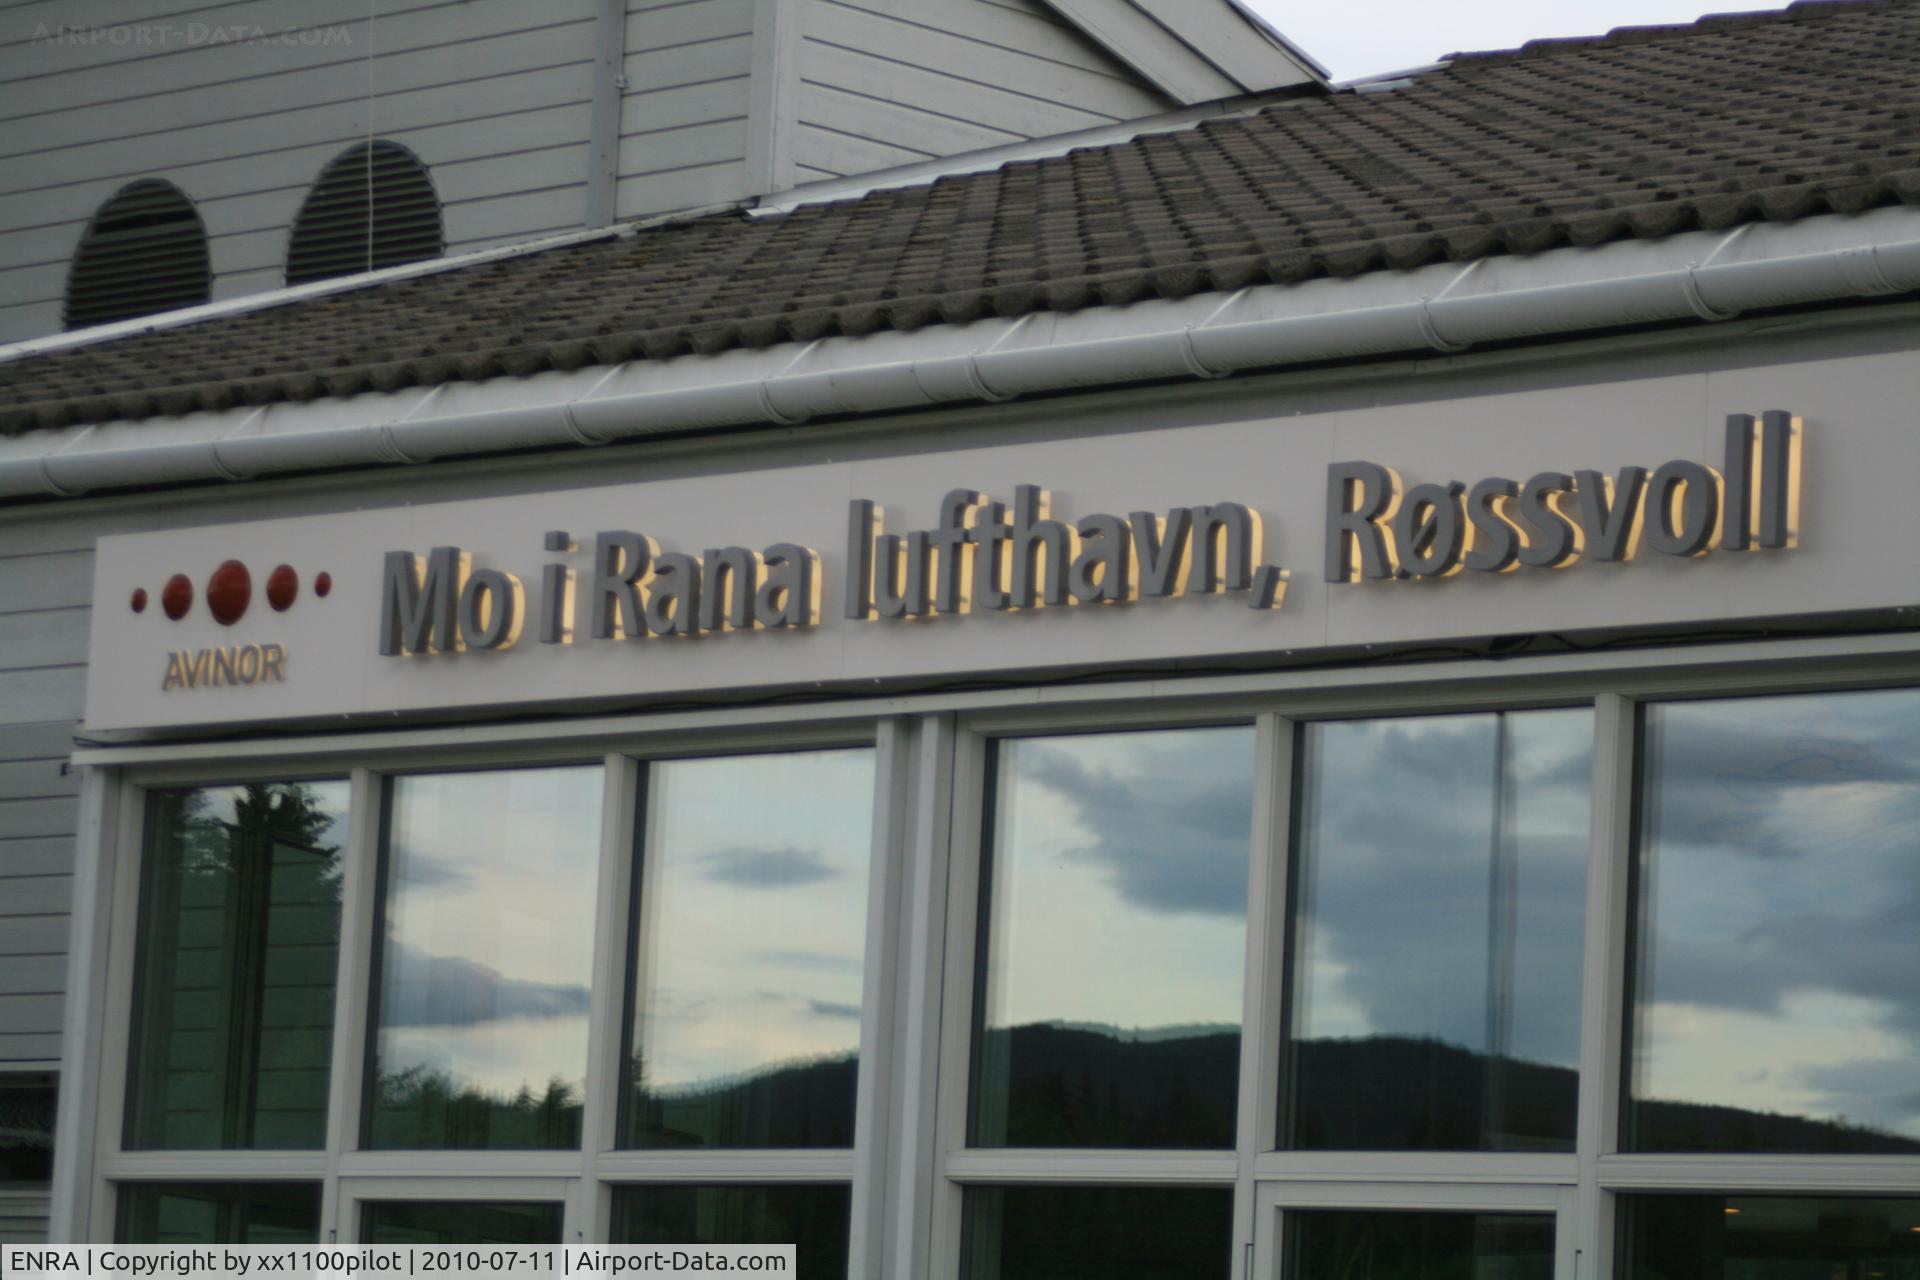 Airport-Data.com
Mo i Rana lufthavn, Røssvoll
AVINOR
ENRA | Copyright by xx1100pilot | 2010-07-11 | Airport-Data.com